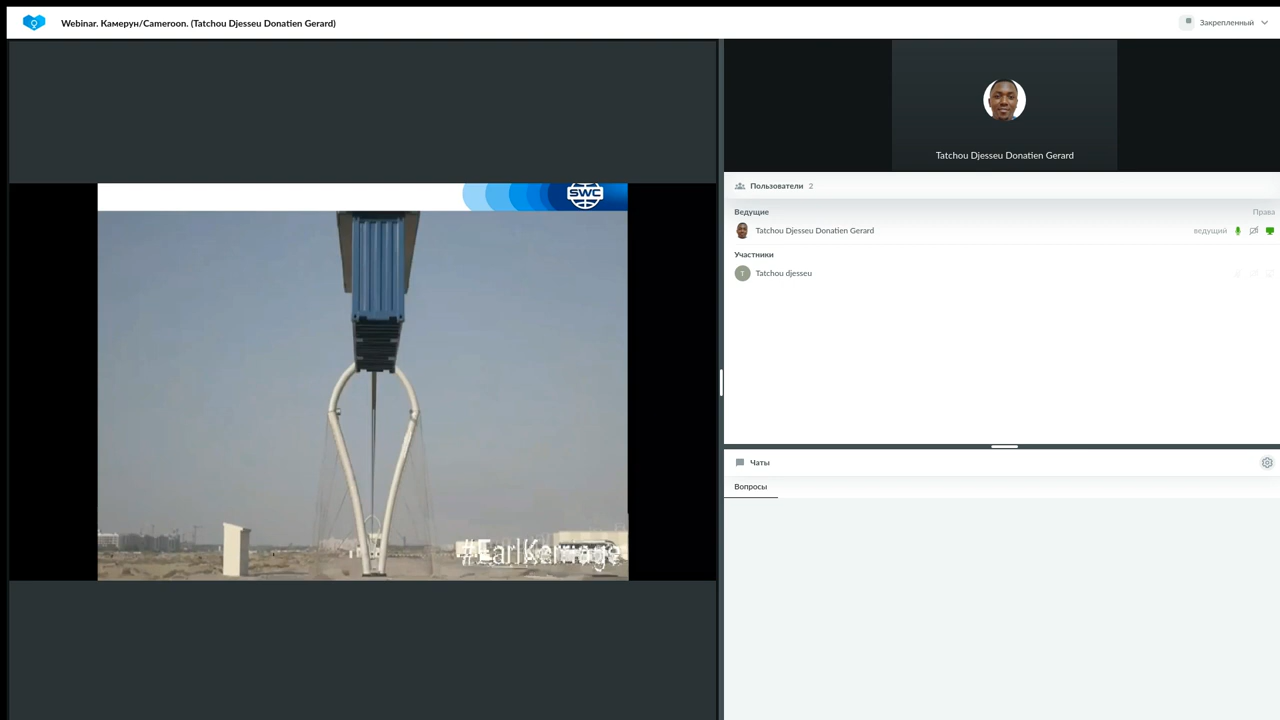 Webinar. Камерун/Cameroon. (Tatchou Djesseu Donatien Gerard)
Закрепленный
SWC
Tatchou Djesseu Donatien Gerard
Пользователи 2
Ведущие Права
Tatchou Djesseu Donatien Gerard ведущий
Участники
T Tatchou djesseu
Чаты
Вопросы